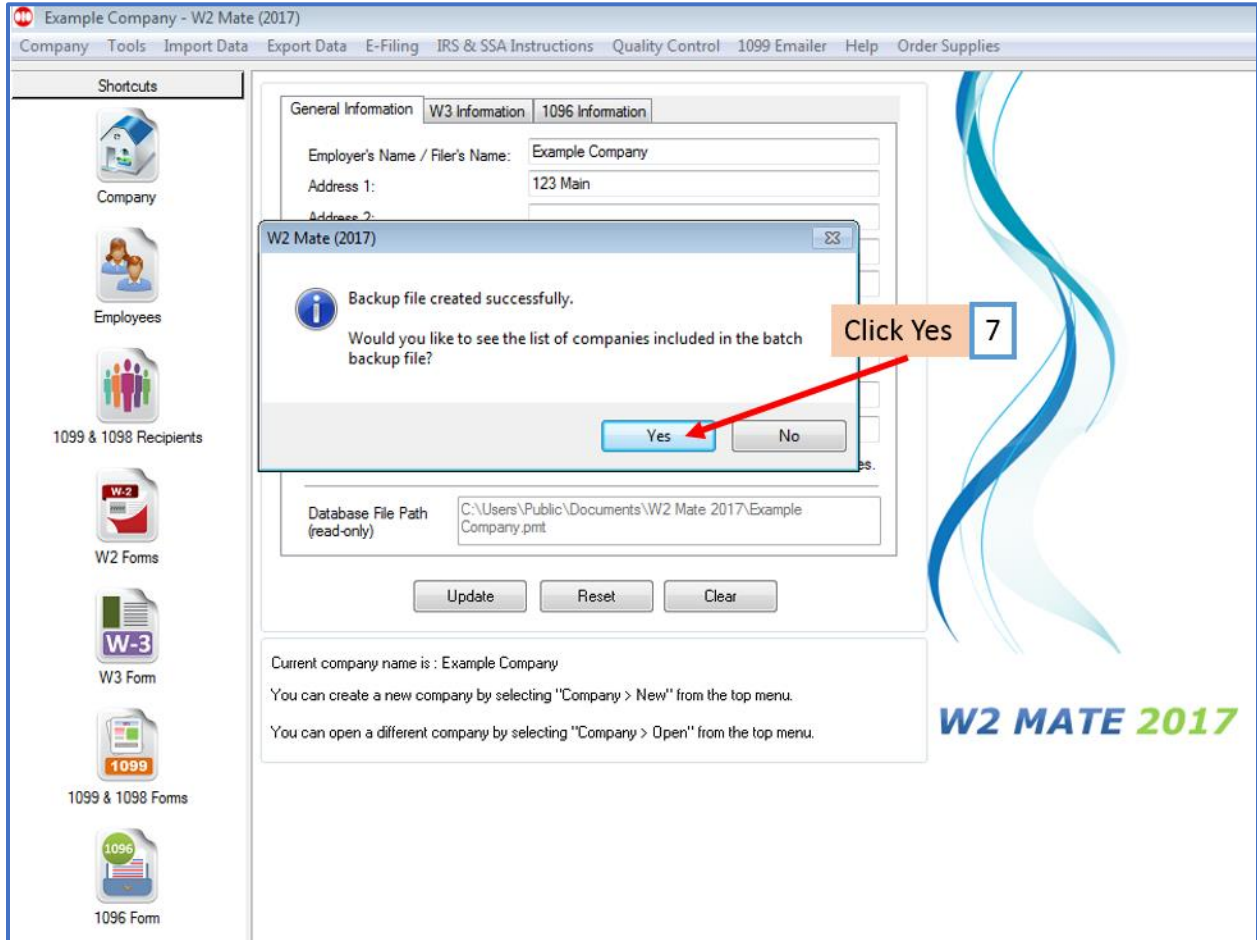 Example Company - W2 Mate (2017)
Company Tools Import Data Export Data E-Filing IRS & SSA Instructions Quality Control 1099 Emailer Help Order Supplies
Shortcuts
Company
Employees
1099 & 1098 Recipients
W-2
W2 Forms
W-3
W3 Form
1099
1099 & 1098 Forms
1096
1096 Form
General Information W3 Information 1096 Information
Employer's Name / Filer's Name: Example Company
Address 1: 123 Main
Address 2:
W2 Mate (2017)
Backup file created successfully.
Would you like to see the list of companies included in the batch
backup file?
Yes No
Click Yes 7
es.
Database File Path
(read-only)
C:\Users\Public\Documents\W2 Mate 2017\Example
Company.pmt
Update Reset Clear
Current company name is : Example Company
You can create a new company by selecting "Company > New" from the top menu.
You can open a different company by selecting "Company > Open" from the top menu.
W2 MATE 2017